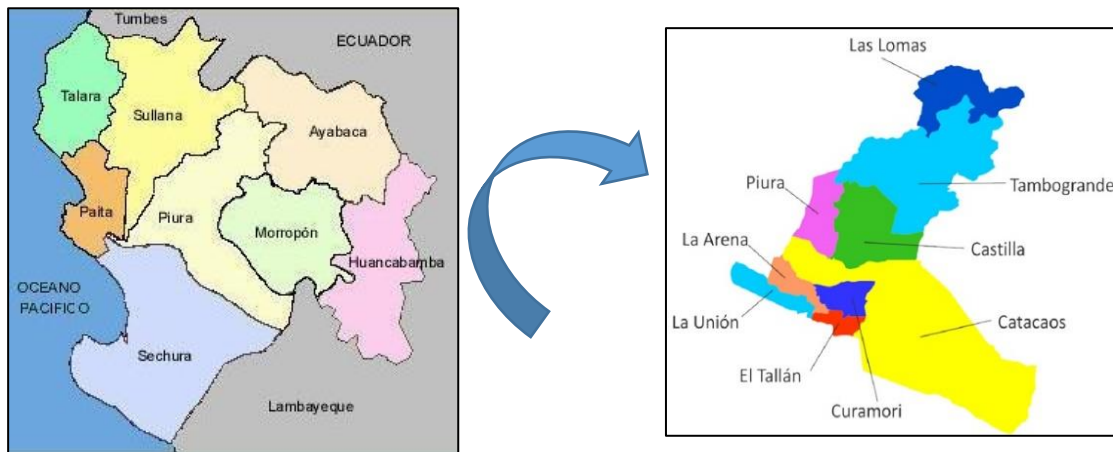 Tumbes
ECUADOR
Talara
Sullana
Ayabaca
Paita
Piura
Morropón
Huancabamba
OCEANO
PACIFICO
Sechura
Lambayeque
Las Lomas
Piura
Tambogrande
La Arena
Castilla
La Unión
Catacaos
El Tallán
Curamori